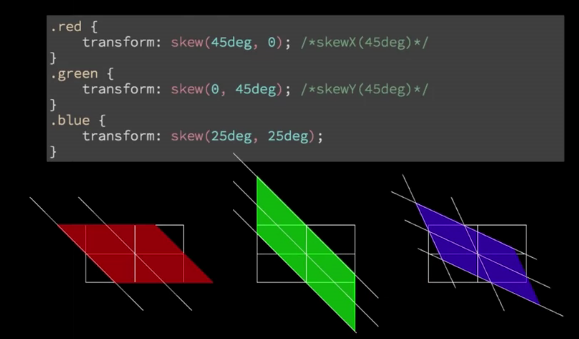 .red {
    transform: skew(45deg, 0); /*skewX(45deg)*/
}
.green {
    transform: skew(0, 45deg); /*skewY(45deg)*/
}
.blue {
    transform: skew(25deg, 25deg);
}